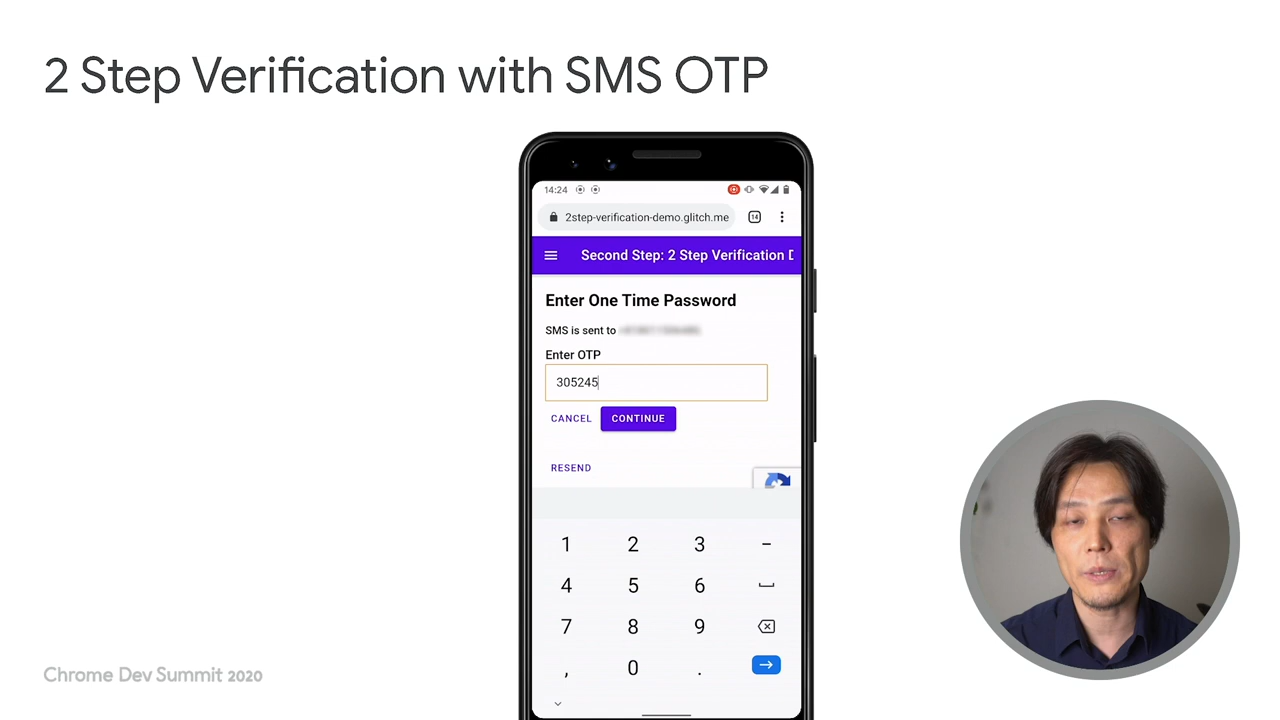 2 Step Verification with SMS OTP
14:24
2step-verification-demo.glitch.me
14
Second Step: 2 Step Verification D
Enter One Time Password
SMS is sent to
Enter OTP
305245
CANCEL
CONTINUE
RESEND
1 2 3 -
4 5 6
7 8 9
, 0 .
Chrome Dev Summit 2020